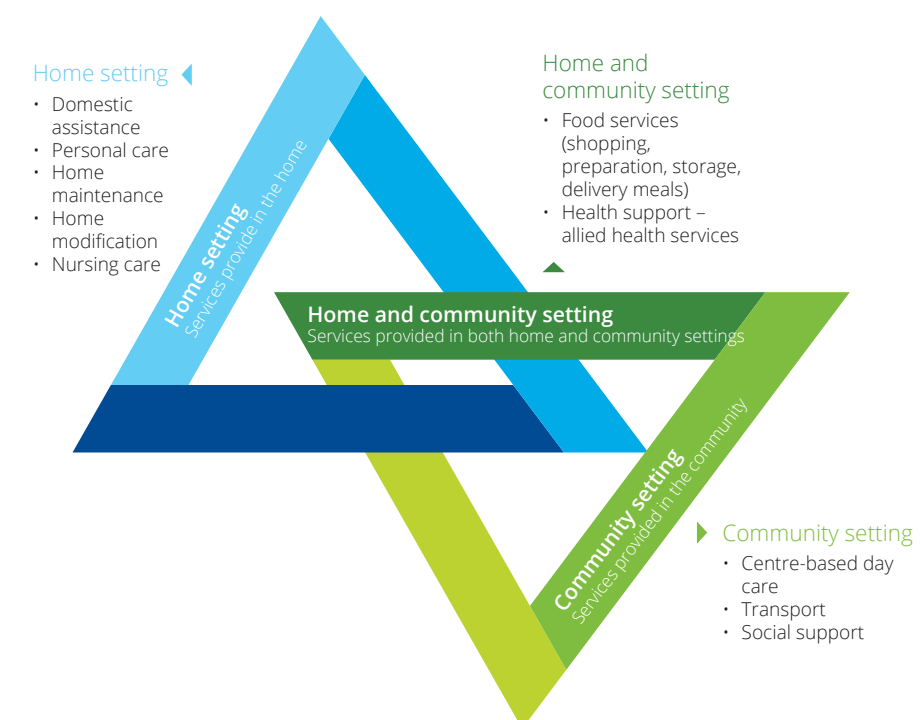 Home setting
• Domestic
assistance
• Personal care
• Home
maintenance
• Home
modification
• Nursing care
Home setting
Services provide in the home
Home and
community setting
• Food services
(shopping,
preparation, storage,
delivery meals)
• Health support –
allied health services
Home and community setting
Services provided in both home and community settings
Community setting
Services provided in the community
Community setting
• Centre-based day
care
• Transport
• Social support